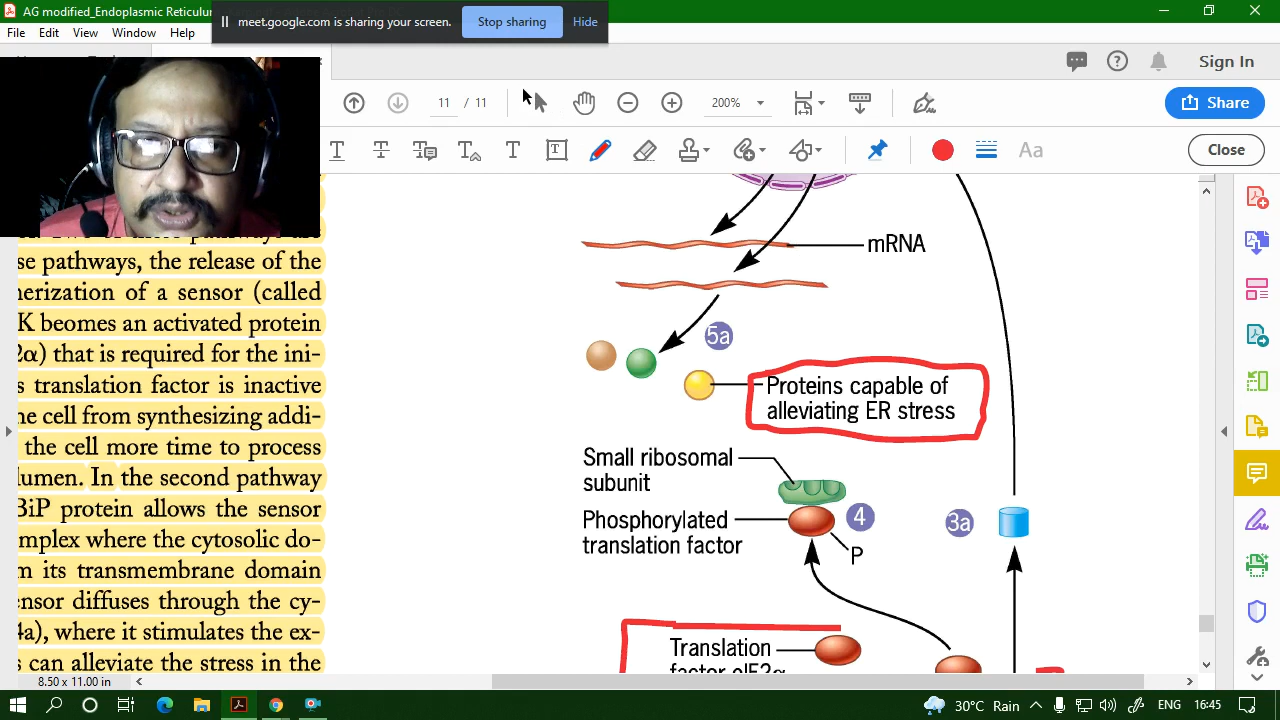 AG modified_Endoplasmic Reticulu
meet.google.com is sharing your screen.
Stop sharing
Hide
File Edit View Window Help
Sign In
11 / 11
200%
Share
Close
se pathways, the release of the
nerization of a sensor (called
K beomes an activated protein
2α) that is required for the ini-
s translation factor is inactive
ne cell from synthesizing addi-
the cell more time to process
lumen. In the second pathway
BiP protein allows the sensor
mplex where the cytosolic do-
m its transmembrane domain
ensor diffuses through the cy-
4a), where it stimulates the ex-
s can alleviate the stress in the
mRNA
5a
Proteins capable of
alleviating ER stress
Small ribosomal
subunit
Phosphorylated
translation factor
4
P
3a
Translation
factor eIF2α
8.50 x 11.00 in
30°C Rain
ENG
16:45